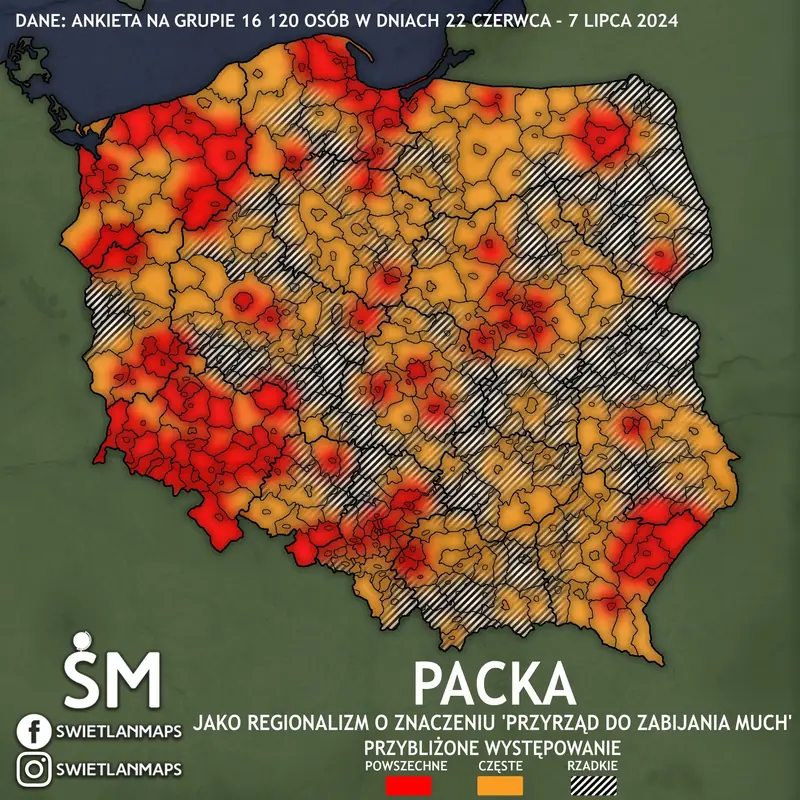 DANE: ANKIETA NA GRUPIE 16 120 OSÓB W DNIACH 22 CZERWCA - 7 LIPCA 2024
ŚM
SWIETLANMAPS
SWIETLANMAPS
PACKA
JAKO REGIONALIZM O ZNACZENIU 'PRZYRZĄD DO ZABIJANIA MUCH'
PRZYBLIŻONE WYSTĘPOWANIE
POWSZECHNE CZĘSTE RZADKIE